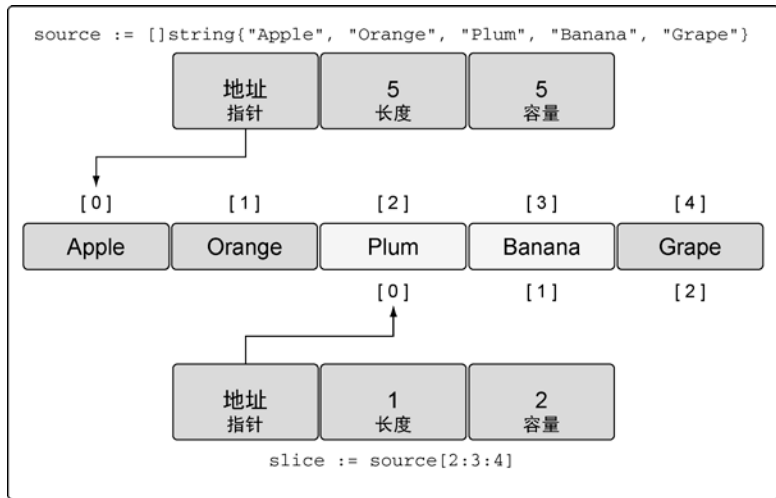 source := []string{"Apple", "Orange", "Plum", "Banana", "Grape"}
地址 5 5
指针 长度 容量
[0] [1] [2] [3] [4]
Apple Orange Plum Banana Grape
[0] [1] [2]
地址 1 2
指针 长度 容量
slice := source[2:3:4]